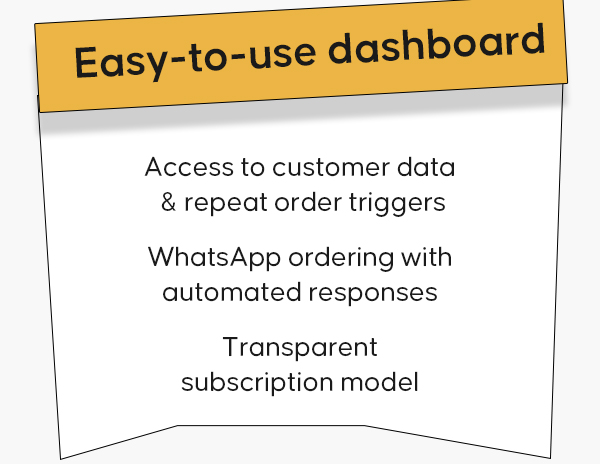 Easy-to-use dashboard
Access to customer data
& repeat order triggers
WhatsApp ordering with
automated responses
Transparent
subscription model